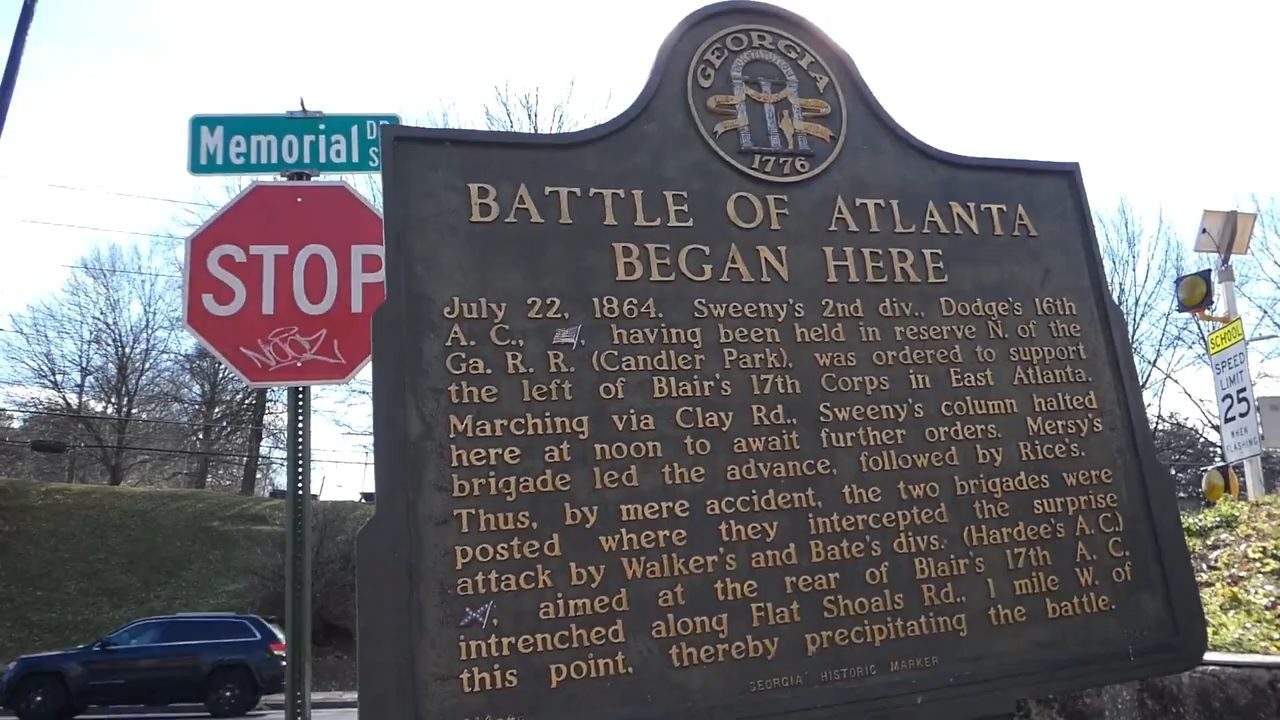 Memorial DR S
STOP
NOCK
GEORGIA
1776
BATTLE OF ATLANTA
BEGAN HERE
July 22, 1864. Sweeny's 2nd div., Dodge's 16th
A. C., having been held in reserve N. of the
Ga. R. R. (Candler Park), was ordered to support
the left of Blair's 17th Corps in East Atlanta.
Marching via Clay Rd., Sweeny's column halted
here at noon to await further orders. Mersy's
brigade led the advance, followed by Rice's.
Thus, by mere accident, the two brigades were
posted where they intercepted the surprise
attack by Walker's and Bate's divs. (Hardee's A. C.)
, aimed at the rear of Blair's 17th A. C.
intrenched along Flat Shoals Rd., 1 mile W. of
this point, thereby precipitating the battle.
GEORGIA HISTORIC MARKER
SCHOOL
SPEED
LIMIT
25
WHEN
FLASHING